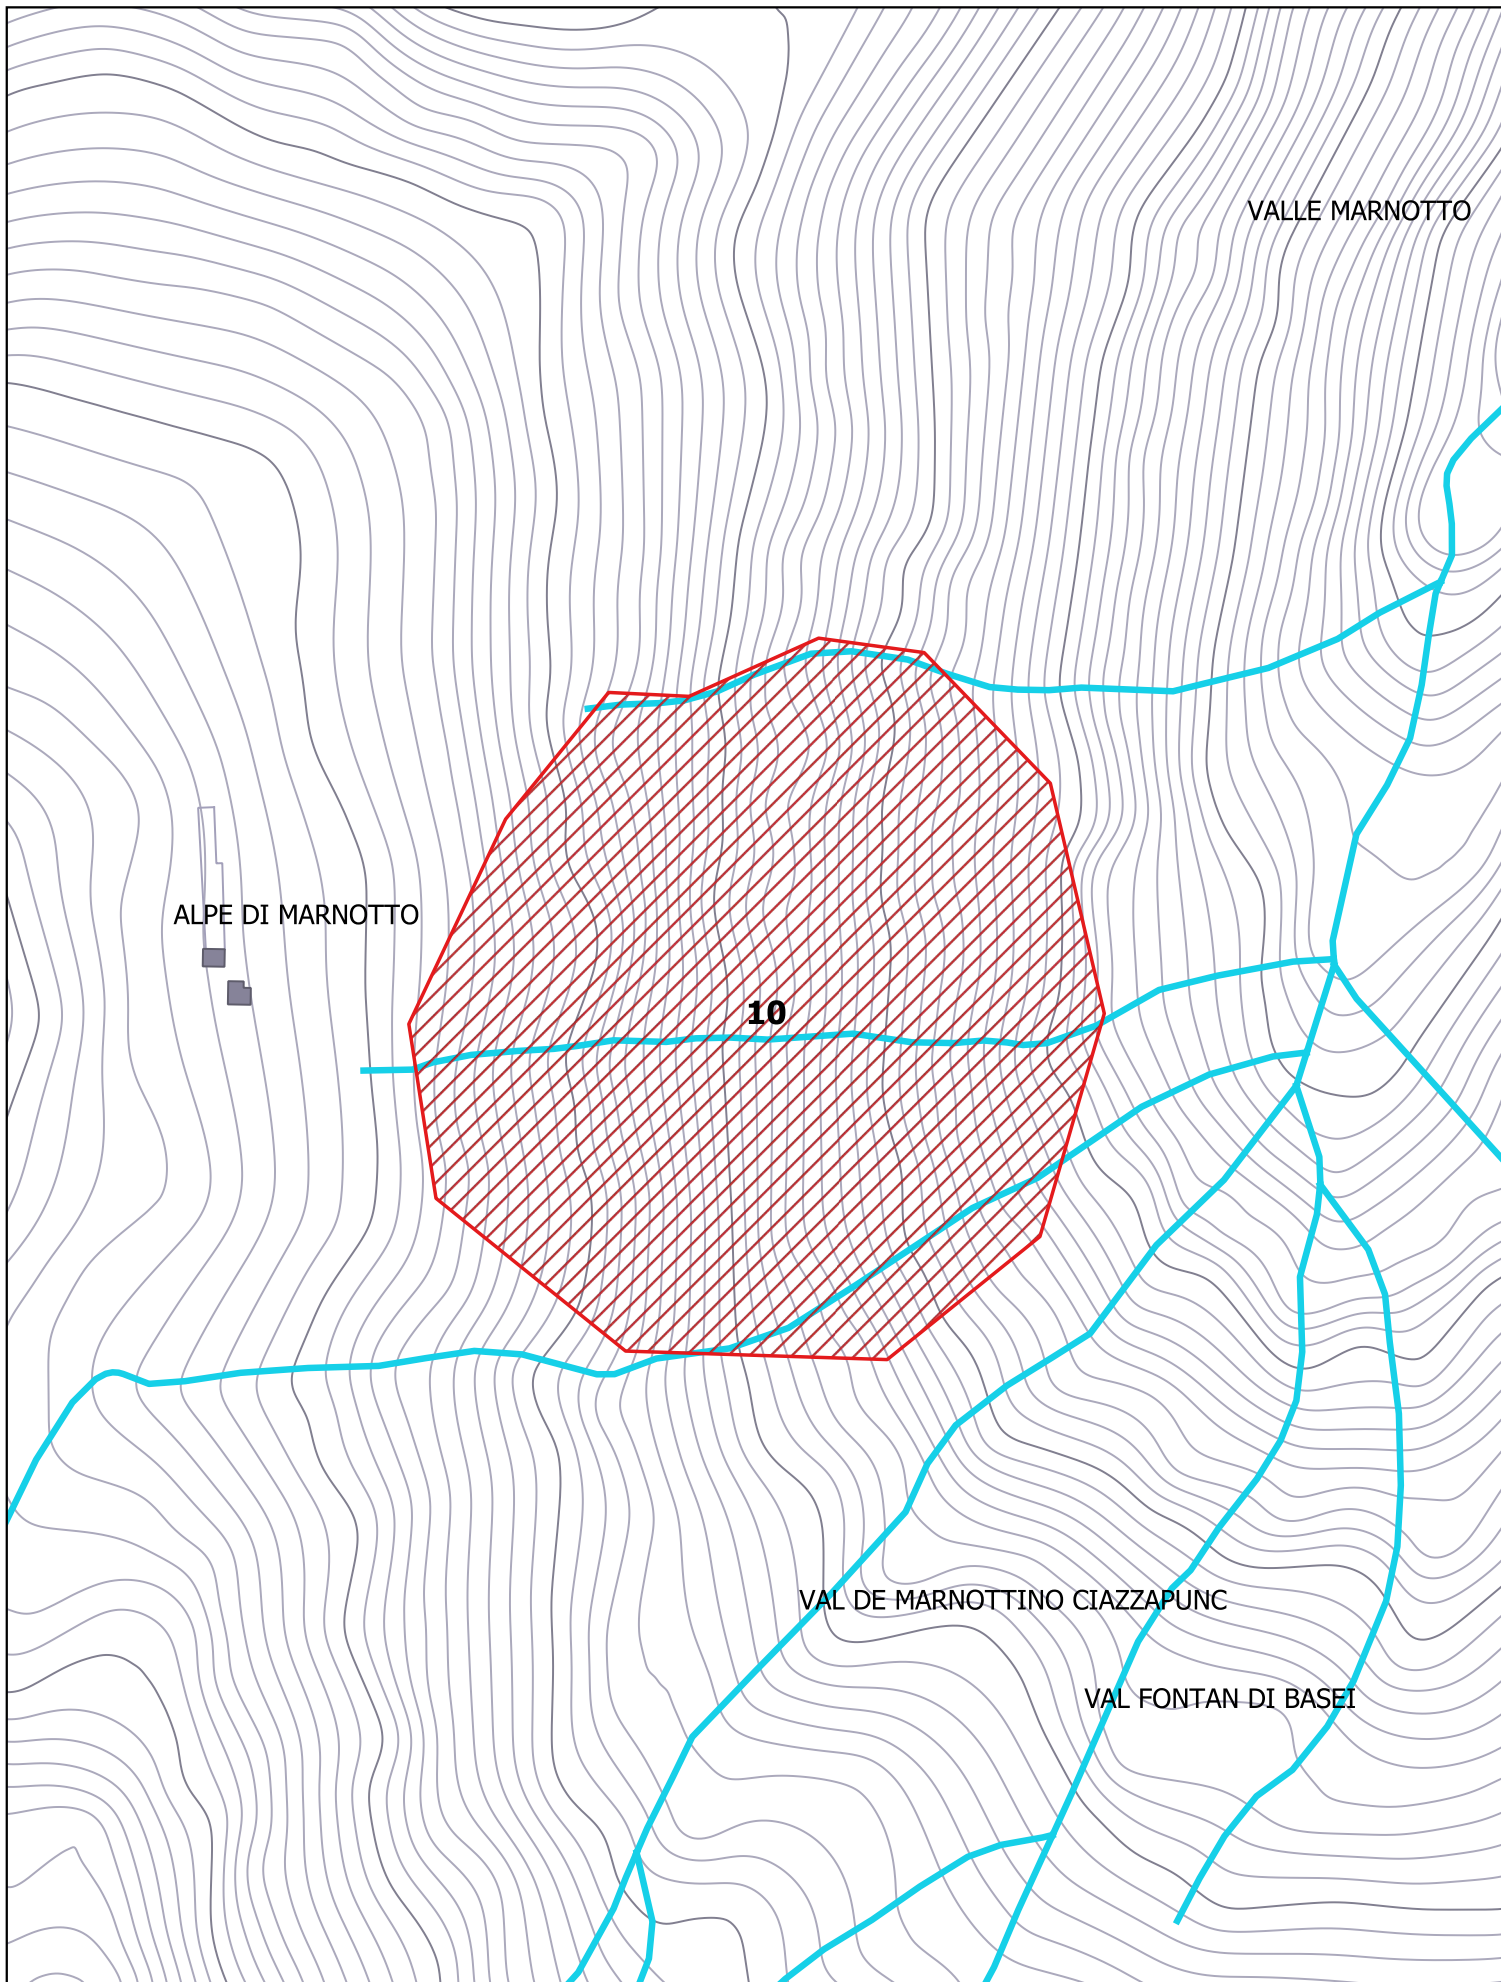 VALLE MARNOTTO
ALPE DI MARNOTTO
10
VAL DE MARNOTTINO CIAZZAPUNC
VAL FONTAN DI BASEI